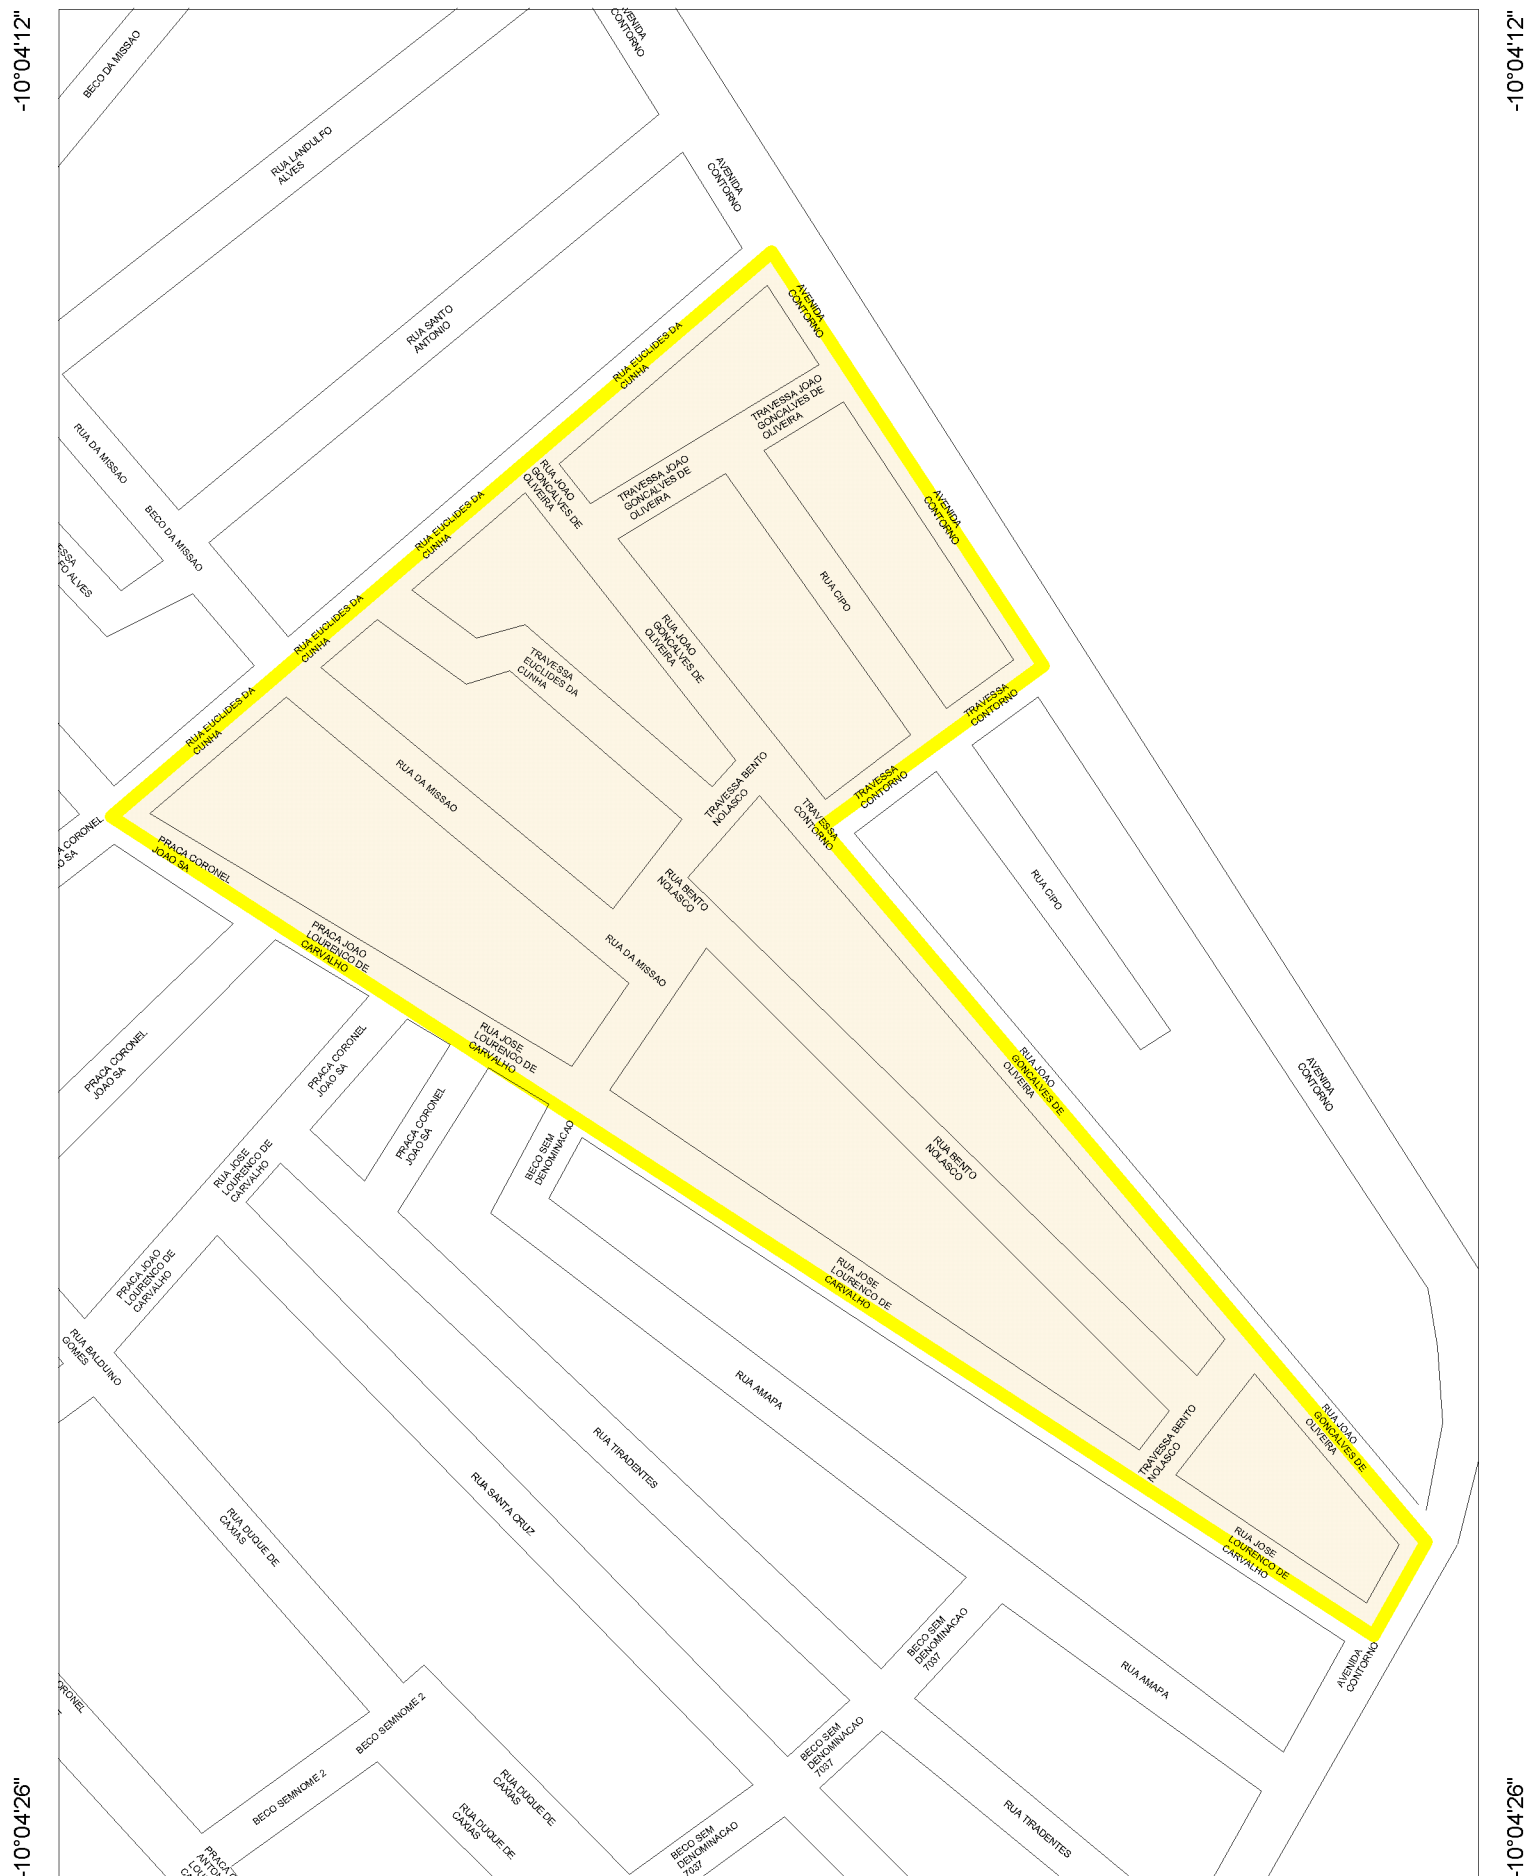 -10°04'12"
-10°04'12"
CONTORNO
BECO DA MISSAO
RUA LANDULFO
ALVES
AVENIDA
CONTORNO
RUA SANTO
ANTONIO
AVENIDA
CONTORNO
RUA EUCLIDES DA
CUNHA
TRAVESSA JOAO
GONCALVES DE
OLIVEIRA
RUA DA MISSAO
RUA JOAO
GONCALVES DE
OLIVEIRA
TRAVESSA JOAO
GONCALVES DE
OLIVEIRA
BECO DA MISSAO
RUA EUCLIDES DA
CUNHA
AVENIDA
CONTORNO
RUA CIPO
RUA EUCLIDES DA
CUNHA
RUA JOAO
GONCALVES DE
OLIVEIRA
TRAVESSA
EUCLIDES DA
CUNHA
RUA EUCLIDES DA
CUNHA
TRAVESSA
CONTORNO
RUA DA MISSAO
TRAVESSA BENTO
NOLASCO
TRAVESSA
CONTORNO
TRAVESSA
CONTORNO
CORONEL
PRACA CORONEL
JOAO SA
RUA BENTO
NOLASCO
RUA CIPO
PRACA JOAO
LOURENCO DE
CARVALHO
RUA DA MISSAO
PRACA CORONEL
JOAO SA
PRACA CORONEL
JOAO SA
RUA JOSE
LOURENCO DE
CARVALHO
RUA JOAO
GONCALVES DE
OLIVEIRA
AVENIDA
CONTORNO
PRACA CORONEL
JOAO SA
BECO SEM
DENOMINACAO
RUA JOSE
LOURENCO DE
CARVALHO
RUA BENTO
NOLASCO
PRACA JOAO
LOURENCO DE
CARVALHO
RUA JOSE
LOURENCO DE
CARVALHO
RUA BALDUINO
GOMES
RUA AMAPA
RUA TIRADENTES
TRAVESSA BENTO
NOLASCO
RUA JOAO
GONCALVES DE
OLIVEIRA
RUA SANTA CRUZ
RUA DUQUE DE
CAXIAS
RUA JOSE
LOURENCO DE
CARVALHO
BECO SEM
DENOMINACAO
7037
AVENIDA
CONTORNO
RUA AMAPA
BECO SEMNOME 2
BECO SEM
DENOMINACAO
7037
BECO SEMNOME 2
RUA DUQUE DE
CAXIAS
RUA DUQUE DE
CAXIAS
RUA TIRADENTES
BECO SEM
DENOMINACAO
7037
-10°04'26"
-10°04'26"